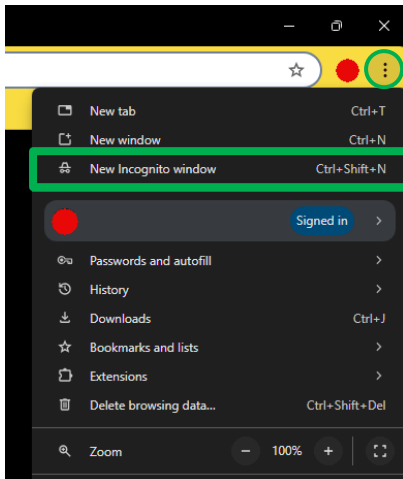 New tab Ctrl+T
New window Ctrl+N
New Incognito window Ctrl+Shift+N
Signed in
Passwords and autofill
History
Downloads Ctrl+J
Bookmarks and lists
Extensions
Delete browsing data... Ctrl+Shift+Del
Zoom − 100% +